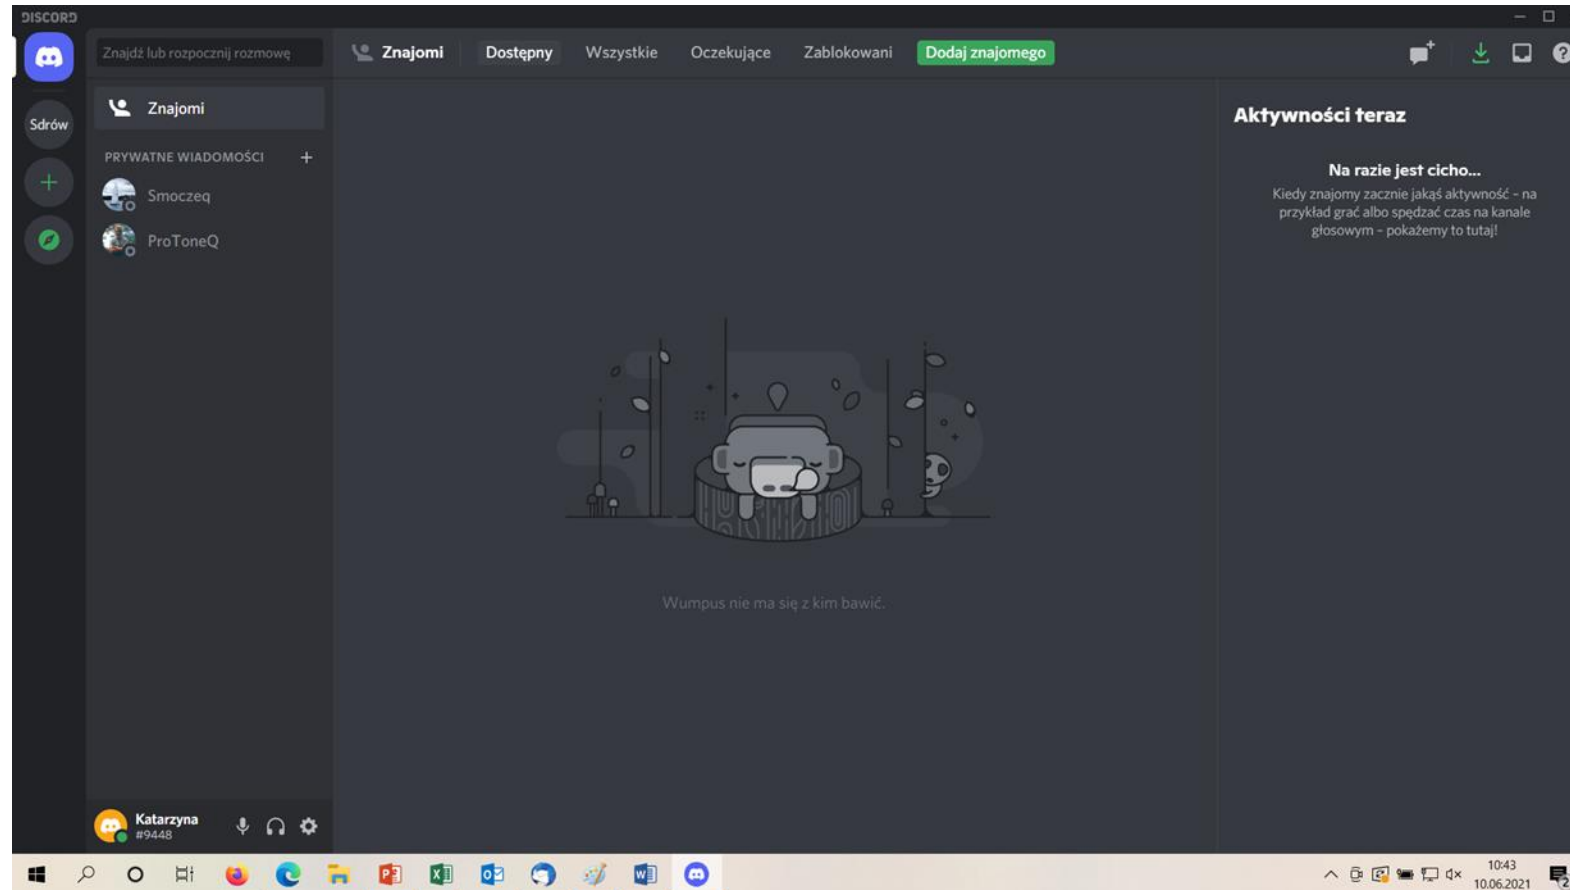 DISCORD
Znajdź lub rozpocznij rozmowę
Znajomi
Dostępny
Wszystkie
Oczekujące
Zablokowani
Dodaj znajomego
Sdrów
Znajomi
PRYWATNE WIADOMOŚCI
Smoczeq
ProToneQ
Aktywności teraz
Na razie jest cicho...
Kiedy znajomy zacznie jakąś aktywność – na
przykład grać albo spędzać czas na kanale
głosowym – pokażemy to tutaj!
Wumpus nie ma się z kim bawić.
Katarzyna
#9448
10:43
10.06.2021
2